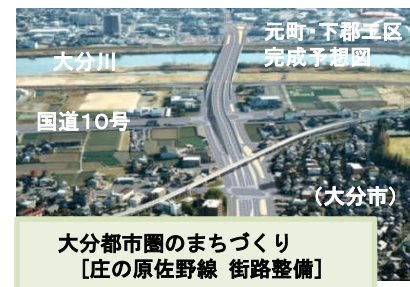 元町・下郡工区
完成予想図
大分川
国道10号
(大分市)
大分都市圏のまちづくり
[庄の原佐野線 街路整備]